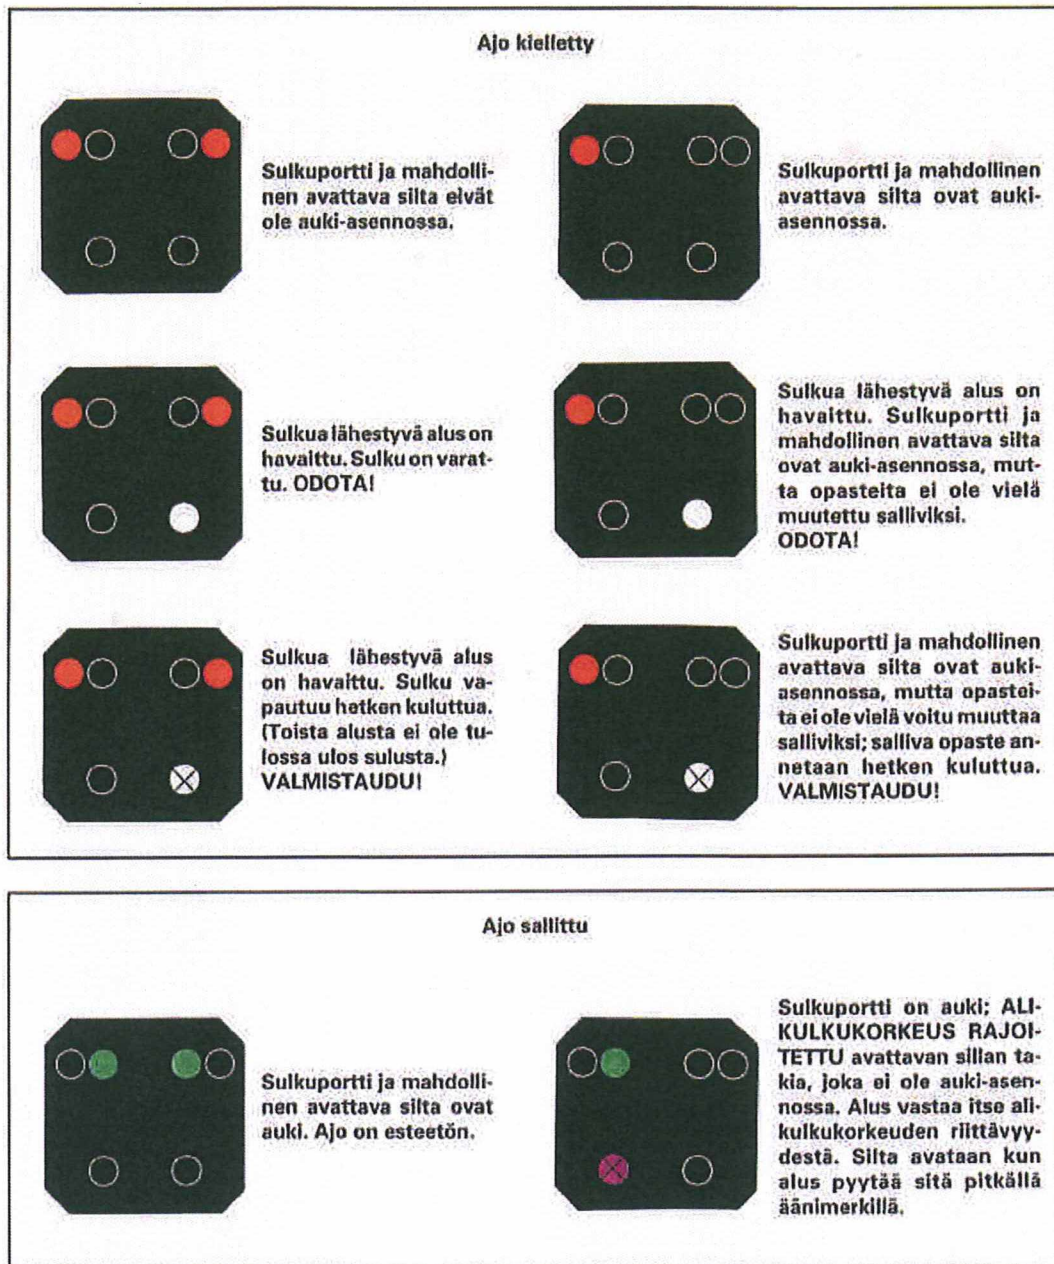 Ajo kielletty
Sulkuportti ja mahdolli-
nen avattava silta eivät
ole auki-asennossa.
Sulkuportti ja mahdollinen
avattava silta ovat auki-
asennossa.
Sulkua lähestyvä alus on
havaittu. Sulku on varat-
tu. ODOTA!
Sulkua lähestyvä alus on
havaittu. Sulkuportti ja
mahdollinen avattava silta
ovat auki-asennossa, mut-
ta opasteita ei ole vielä
muutettu salliviksi.
ODOTA!
Sulkua lähestyvä alus
on havaittu. Sulku va-
pautuu hetken kuluttua.
(Toista alusta ei ole tu-
lossa ulos sulusta.)
VALMISTAUDU!
Sulkuportti ja mahdollinen
avattava silta ovat auki-
asennossa, mutta opastei-
ta ei ole vielä voitu muuttaa
salliviksi; salliva opaste an-
netaan hetken kuluttua.
VALMISTAUDU!
Ajo sallittu
Sulkuportti ja mahdolli-
nen avattava silta ovat
auki. Ajo on esteetön.
Sulkuportti on auki; ALI-
KULKUKORKEUS RAJOI-
TETTU avattavan sillan ta-
kia, joka ei ole auki-asen-
nossa. Alus vastaa itse ali-
kulkukorkeuden riittävyy-
destä. Silta avataan kun
alus pyytää sitä pitkällä
äänimerkillä.